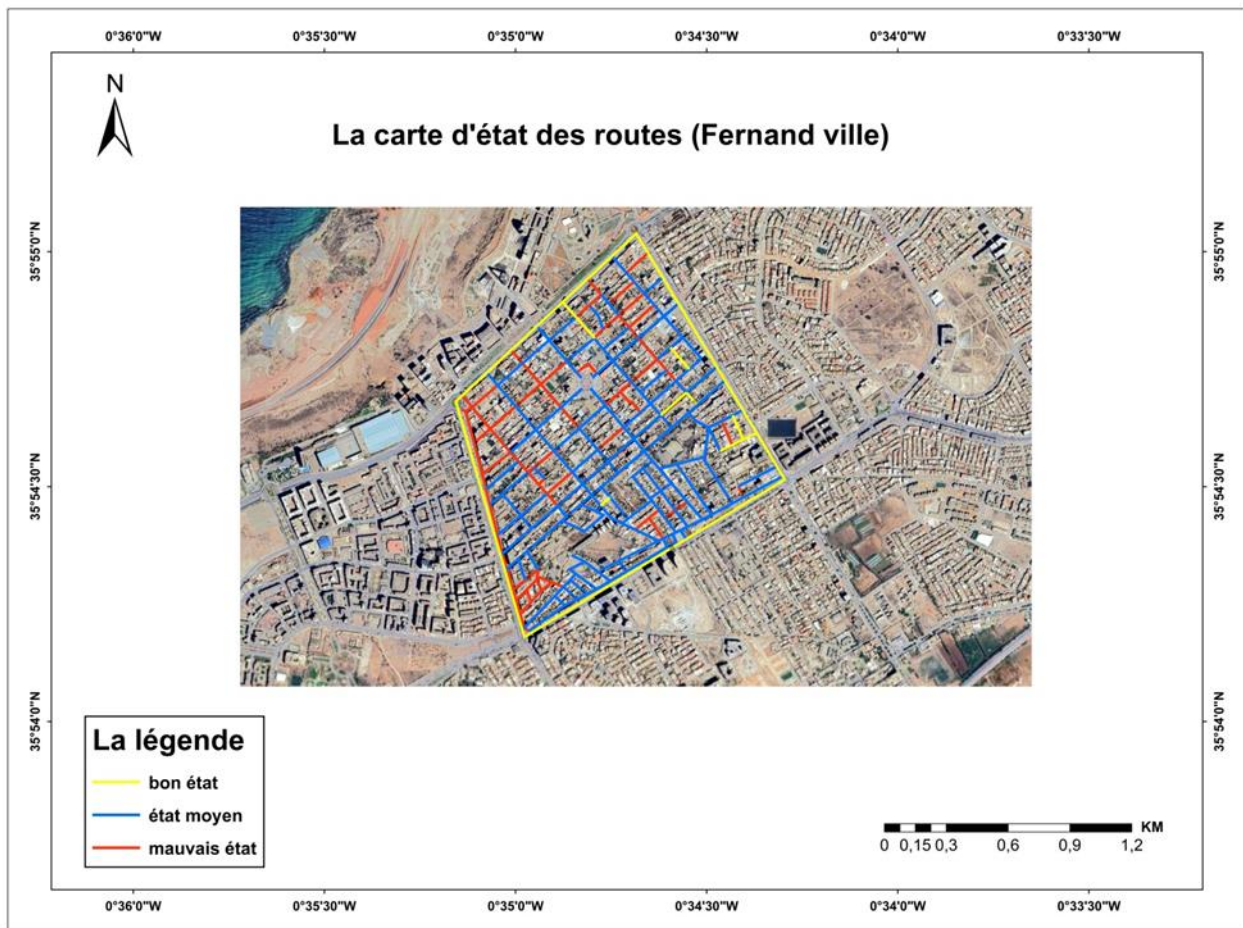 0°36'0"W 0°35'30"W 0°35'0"W 0°34'30"W 0°34'0"W 0°33'30"W
N
La carte d'état des routes (Fernand ville)
35°55'0"N 35°55'0"N
35°54'30"N 35°54'30"N
35°54'0"N 35°54'0"N
La légende
bon état
état moyen
mauvais état
KM
0 0,15 0,3 0,6 0,9 1,2
0°36'0"W 0°35'30"W 0°35'0"W 0°34'30"W 0°34'0"W 0°33'30"W